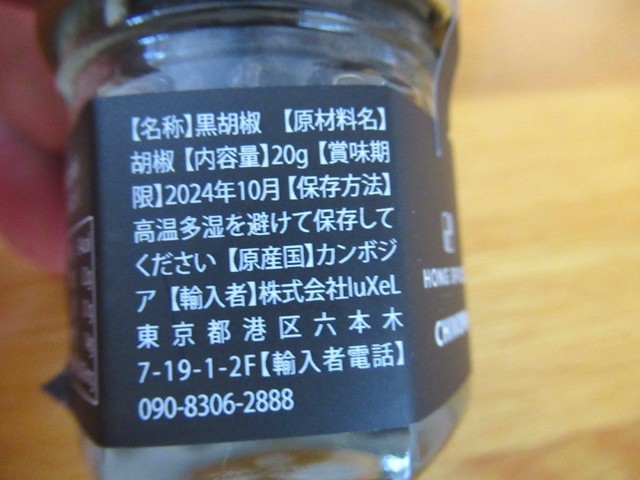 【名称】黒胡椒 【原材料名】
胡椒 【内容量】20g【賞味期
限】2024年10月【保存方法】
高温多湿を避けて保存して
ください 【原産国】カンボジ
ア 【輸入者】株式会社luXeL
東京都港区六本木
7-19-1-2F【輸入者電話】
090-8306-2888
HONG